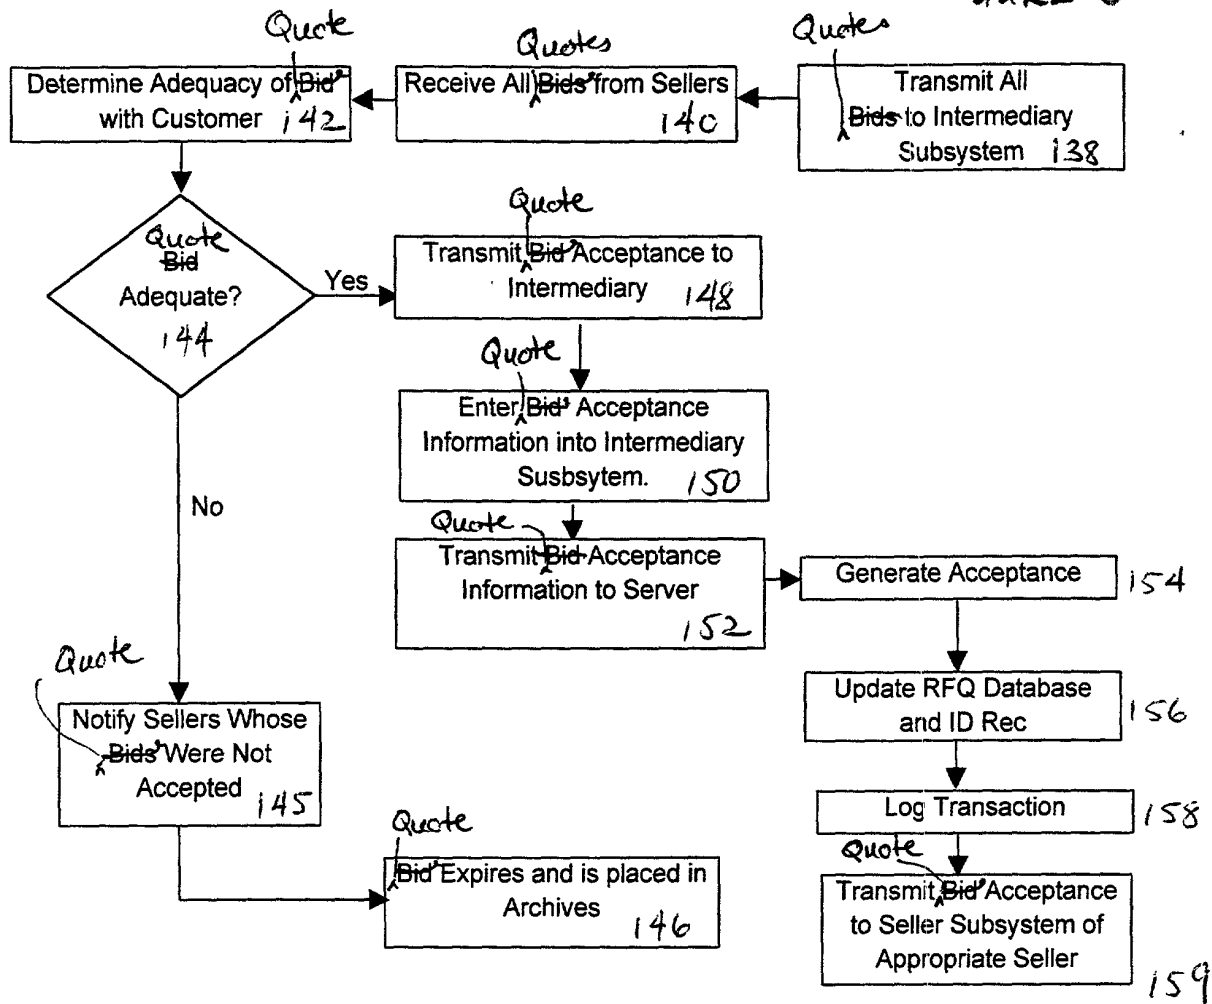 Quote
Determine Adequacy of Bid
with Customer 142
Quotes
Receive All Bids from Sellers
140
Quotes
Transmit All
Bids to Intermediary
Subsystem 138
Quote
Bid
Adequate?
144
Yes
No
Quote
Transmit Bid Acceptance to
Intermediary 148
Quote
Enter Bid Acceptance
Information into Intermediary
Susbsytem. 150
Quote
Transmit Bid Acceptance
Information to Server
152
Generate Acceptance 154
Update RFQ Database
and ID Rec 156
Log Transaction 158
Quote
Transmit Bid Acceptance
to Seller Subsystem of
Appropriate Seller
159
Quote
Notify Sellers Whose
Bids Were Not
Accepted 145
Quote
Bid Expires and is placed in
Archives 146